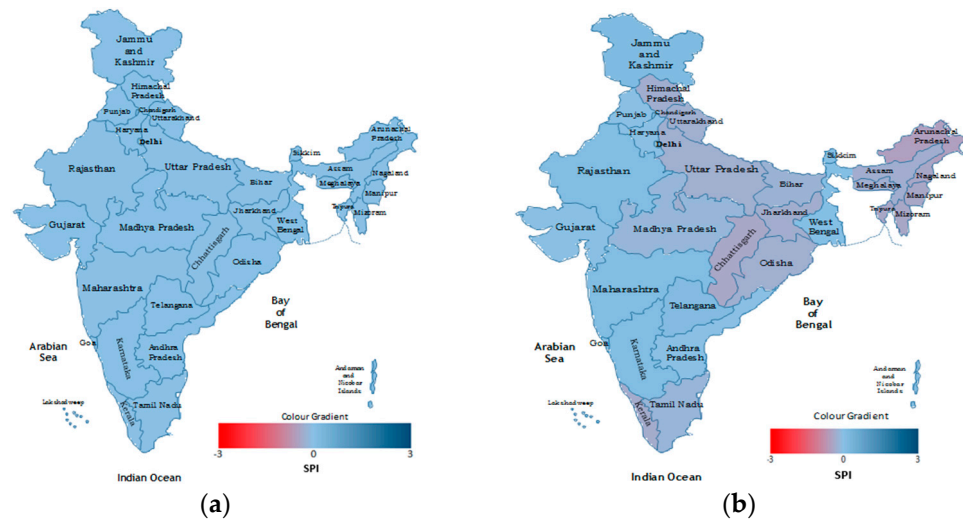 Jammu
and
Kashmir
Himachal
Pradesh
Punjab
Chandigarh
Uttarakhand
Haryana
Delhi
Rajasthan
Uttar Pradesh
Bihar
Sikkim
Arunachpl
Pradesh
Assam
Nagaland
Meghalaya
Manipur
Mizoram
Gujarat
Madhya Pradesh
Jharkhand
West
Bengal
Chhattisgarh
Odisha
Maharashtra
Telangana
Bay
of
Bengal
Goa
Arabian
Sea
Karnataka
Andhra
Pradesh
Andaman
and
Nicobar
Islands
Lakshadweep
Kerala
Tamil Nadu
Colour Gradient
-3 0 3
SPI
Indian Ocean
(a)
Jammu
and
Kashmir
Himachal
Pradesh
Punjab
Chandigarh
Uttarakhand
Haryana
Delhi
Rajasthan
Uttar Pradesh
Bihar
Sikkim
Arunachpl
Pradesh
Assam
Nagaland
Meghalaya
Manipur
Mizoram
Gujarat
Madhya Pradesh
Jharkhand
West
Bengal
Chhattisgarh
Odisha
Maharashtra
Telangana
Bay
of
Bengal
Goa
Arabian
Sea
Karnataka
Andhra
Pradesh
Andaman
and
Nicobar
Islands
Lakshadweep
Kerala
Tamil Nadu
Colour Gradient
-3 0 3
SPI
Indian Ocean
(b)